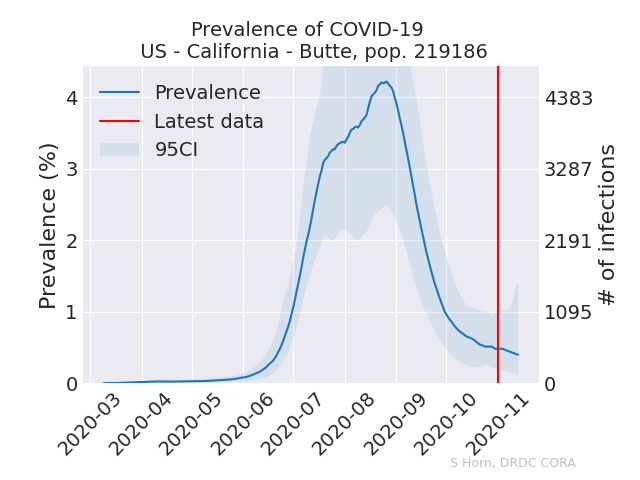 Prevalence of COVID-19
US - California - Butte, pop. 219186
Prevalence
Latest data
95CI
Prevalence (%)
4
3
2
1
0
4383
3287
2191
1095
0
# of infections
2020-03
2020-04
2020-05
2020-06
2020-07
2020-08
2020-09
2020-10
2020-11
S Horn, DRDC CORA